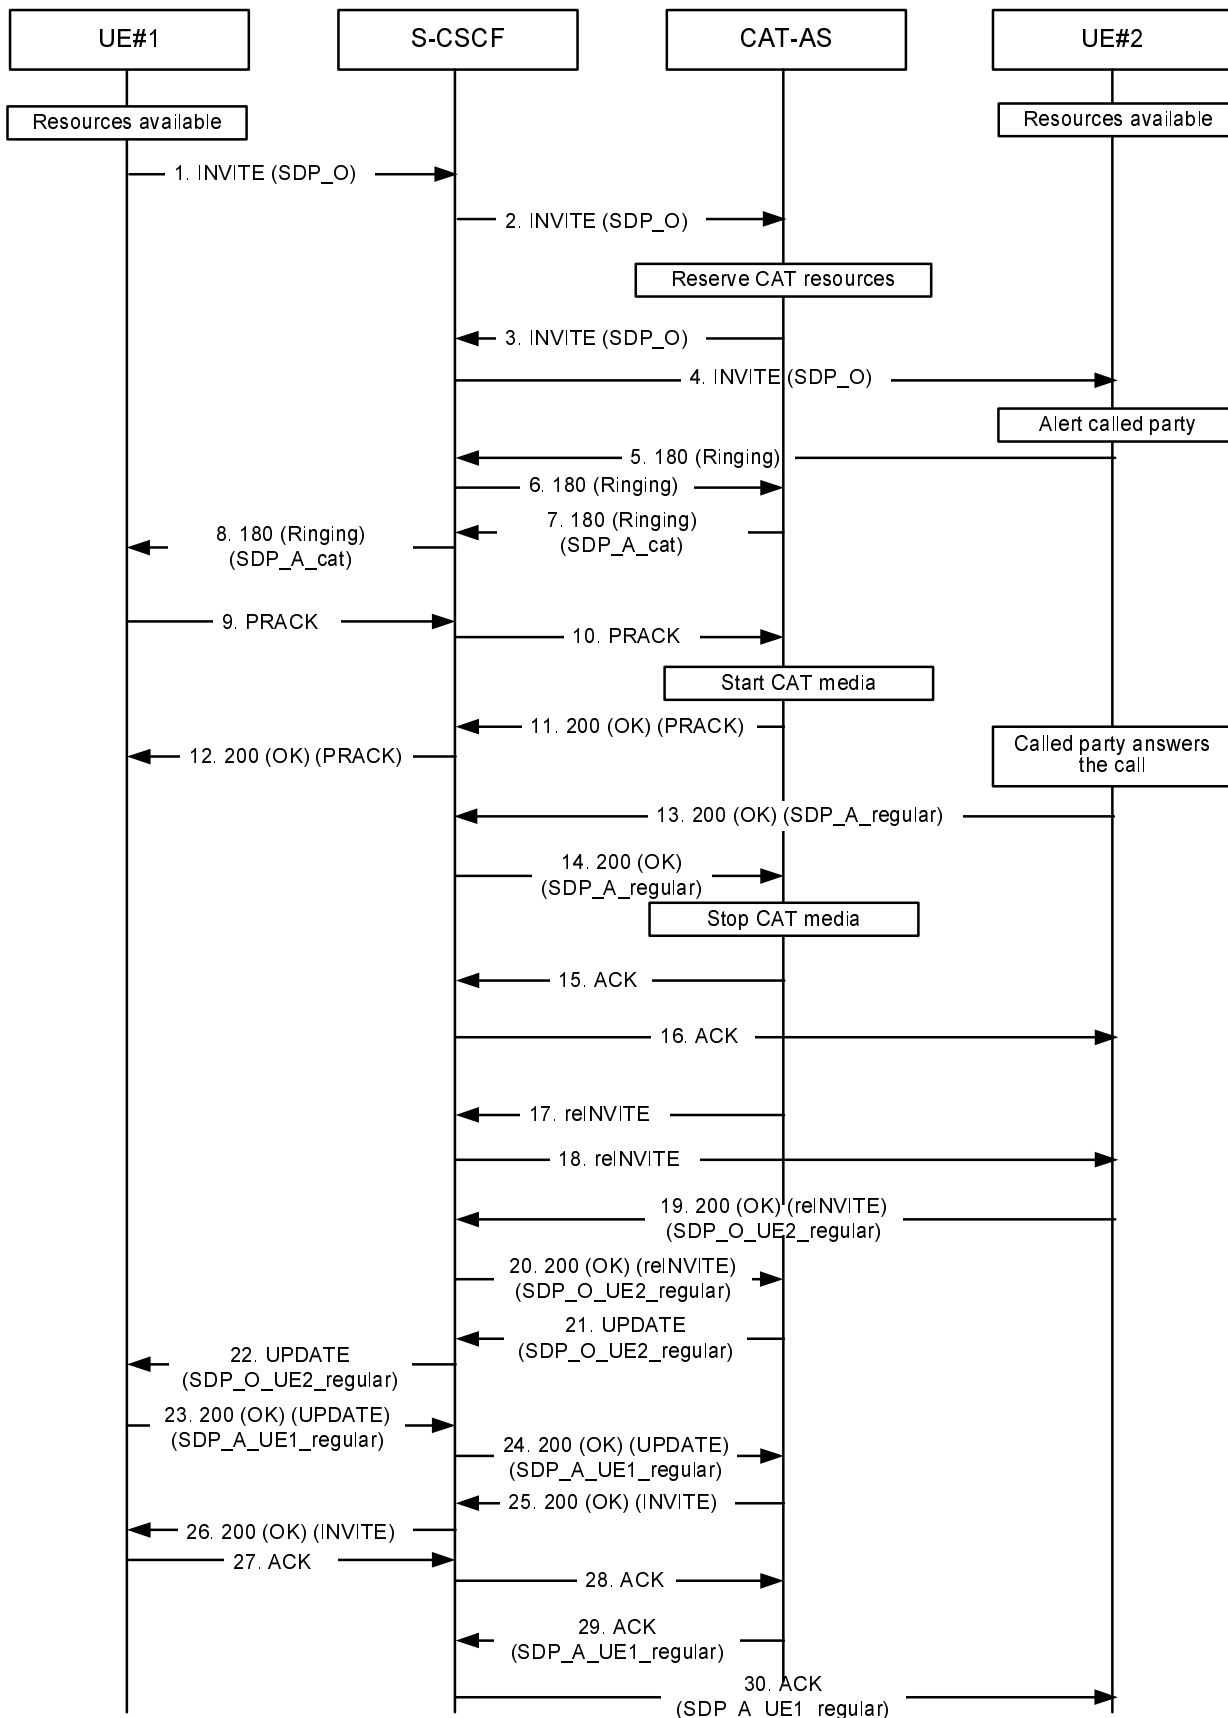 UE#1
S-CSCF
CAT-AS
UE#2
Resources available
Resources available
1. INVITE (SDP_O)
2. INVITE (SDP_O)
Reserve CAT resources
3. INVITE (SDP_O)
4. INVITE (SDP_O)
Alert called party
5. 180 (Ringing)
6. 180 (Ringing)
7. 180 (Ringing)
(SDP_A_cat)
8. 180 (Ringing)
(SDP_A_cat)
9. PRACK
10. PRACK
Start CAT media
11. 200 (OK) (PRACK)
12. 200 (OK) (PRACK)
Called party answers
the call
13. 200 (OK) (SDP_A_regular)
14. 200 (OK)
(SDP_A_regular)
Stop CAT media
15. ACK
16. ACK
17. reINVITE
18. reINVITE
19. 200 (OK) (reINVITE)
(SDP_O_UE2_regular)
20. 200 (OK) (reINVITE)
(SDP_O_UE2_regular)
21. UPDATE
(SDP_O_UE2_regular)
22. UPDATE
(SDP_O_UE2_regular)
23. 200 (OK) (UPDATE)
(SDP_A_UE1_regular)
24. 200 (OK) (UPDATE)
(SDP_A_UE1_regular)
25. 200 (OK) (INVITE)
26. 200 (OK) (INVITE)
27. ACK
28. ACK
29. ACK
(SDP_A_UE1_regular)
30. ACK
(SDP_A_UE1_regular)